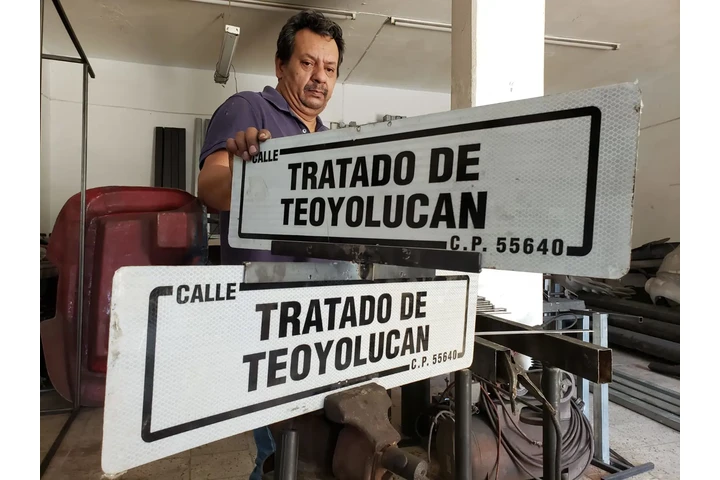 CALLE
TRATADO DE
TEOYOLUCAN
C.P. 55640
CALLE
TRATADO DE
TEOYOLUCAN
C.P. 55640